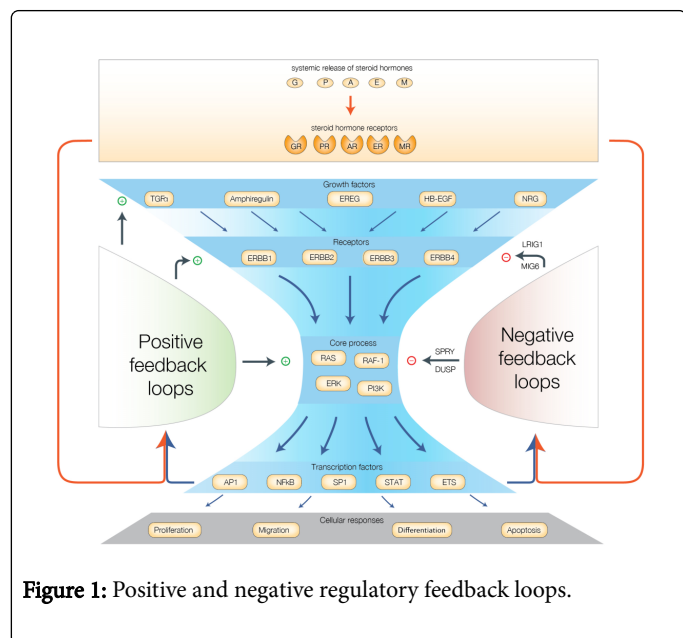 systemic release of steroid hormones
G P A E M
steroid hormone receptors
GR PR AR ER MR
Growth factors
TGFα Amphiregulin EREG HB-EGF NRG
Receptors
ERBB1 ERBB2 ERBB3 ERBB4
LRIG1
MIG6
Positive
feedback
loops
Core process
RAS RAF-1
ERK PI3K
SPRY
DUSP
Negative
feedback
loops
Transcription factors
AP1 NFkB SP1 STAT ETS
Cellular responses
Proliferation Migration Differentiation Apoptosis
Figure 1: Positive and negative regulatory feedback loops.